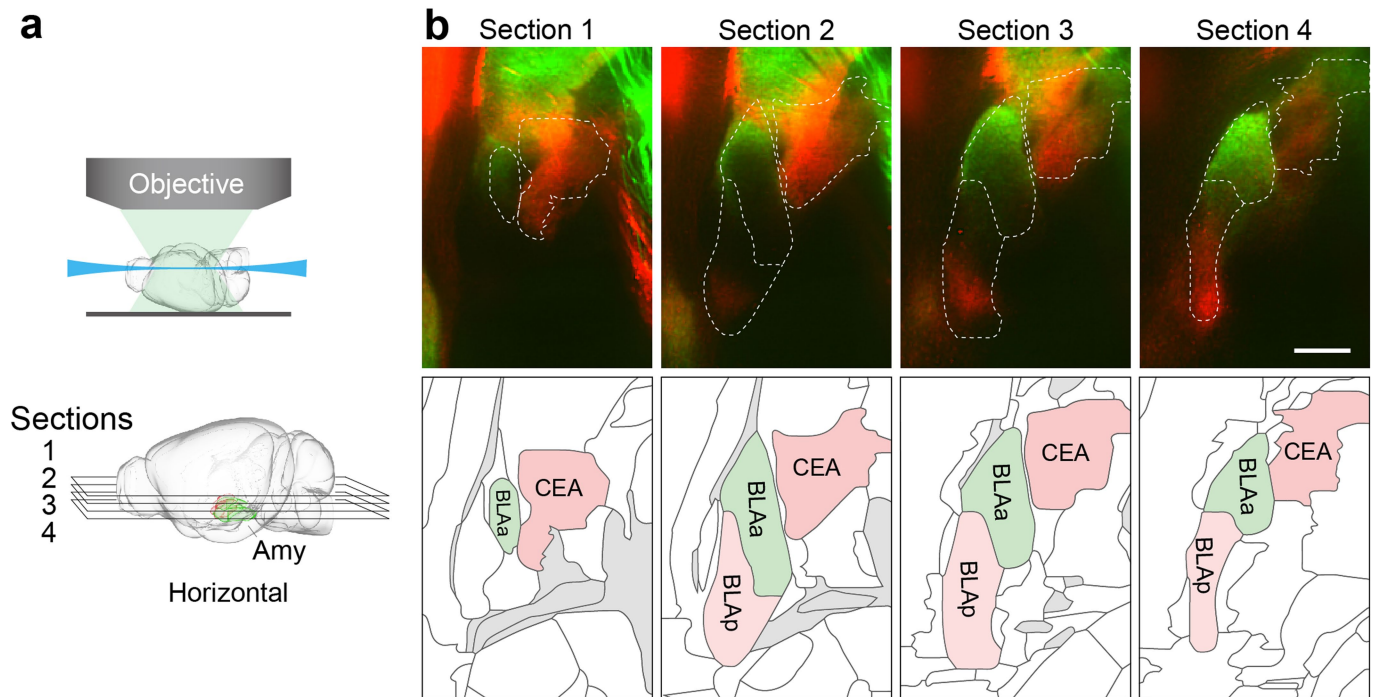 a
Objective
Sections
1
2
3
4
Amy
Horizontal
b
Section 1
Section 2
Section 3
Section 4
BLAa
CEA
BLAa
CEA
BLAp
BLAa
CEA
BLAp
BLAa
CEA
BLAp